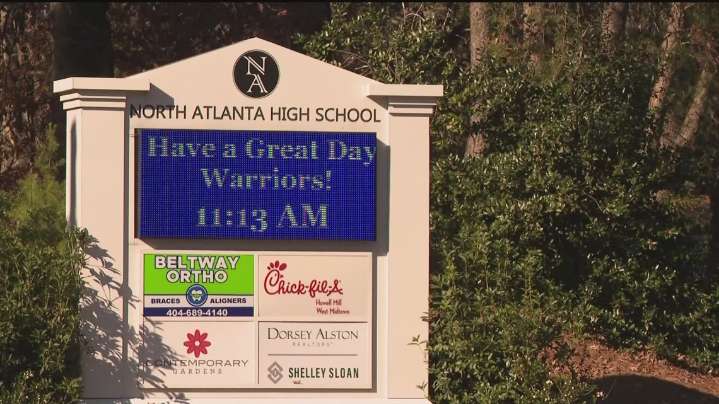 NA
NORTH ATLANTA HIGH SCHOOL
Have a Great Day
Warriors!
11:13 AM
BELTWAY
ORTHO
BRACES ALIGNERS
404-689-4140
Chick-fil-A
Howell Mill
West Midtown
CONTEMPORARY
GARDENS
DORSEY ALSTON
REALTORS
SHELLEY SLOAN